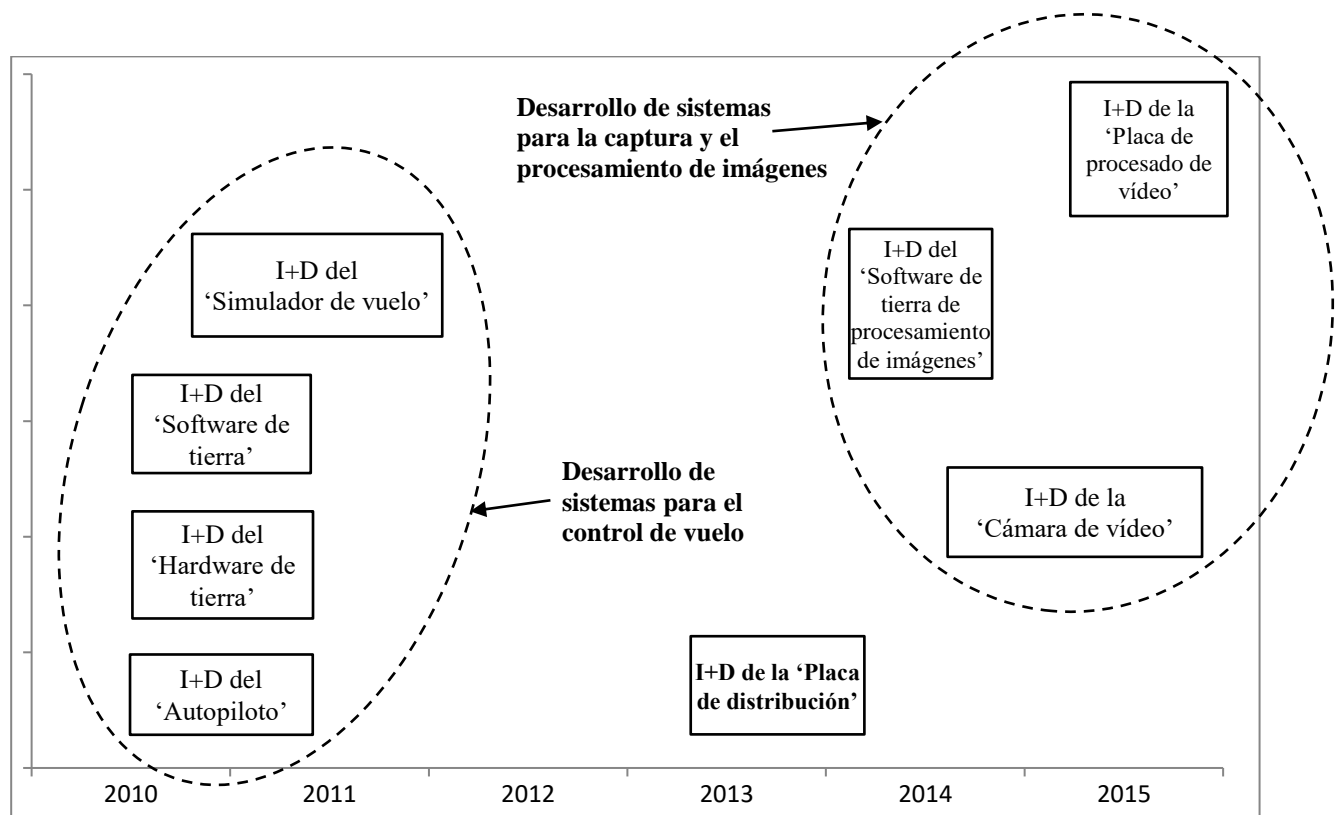 Desarrollo de sistemas
para la captura y el
procesamiento de imágenes
I+D de la
‘Placa de
procesado de
vídeo’
I+D del
‘Simulador de vuelo’
I+D del
‘Software de
tierra de
procesamiento
de imágenes’
I+D del
‘Software de
tierra’
Desarrollo de
sistemas para el
control de vuelo
I+D de la
‘Cámara de vídeo’
I+D del
‘Hardware de
tierra’
I+D del
‘Autopiloto’
I+D de la ‘Placa
de distribución’
2010 2011 2012 2013 2014 2015